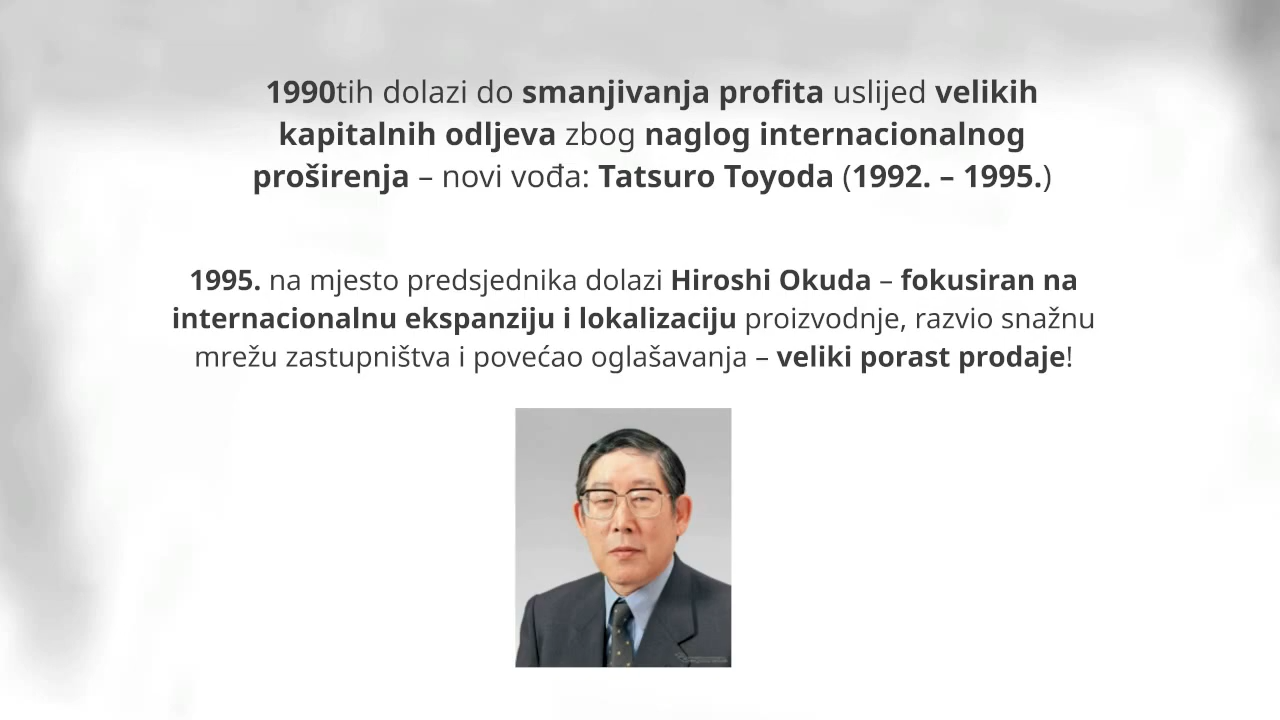 1990tih dolazi do smanjivanja profita uslijed velikih
kapitalnih odljeva zbog naglog internacionalnog
proširenja – novi vođa: Tatsuro Toyoda (1992. – 1995.)
1995. na mjesto predsjednika dolazi Hiroshi Okuda – fokusiran na
internacionalnu ekspanziju i lokalizaciju proizvodnje, razvio snažnu
mrežu zastupništva i povećao oglašavanja – veliki porast prodaje!